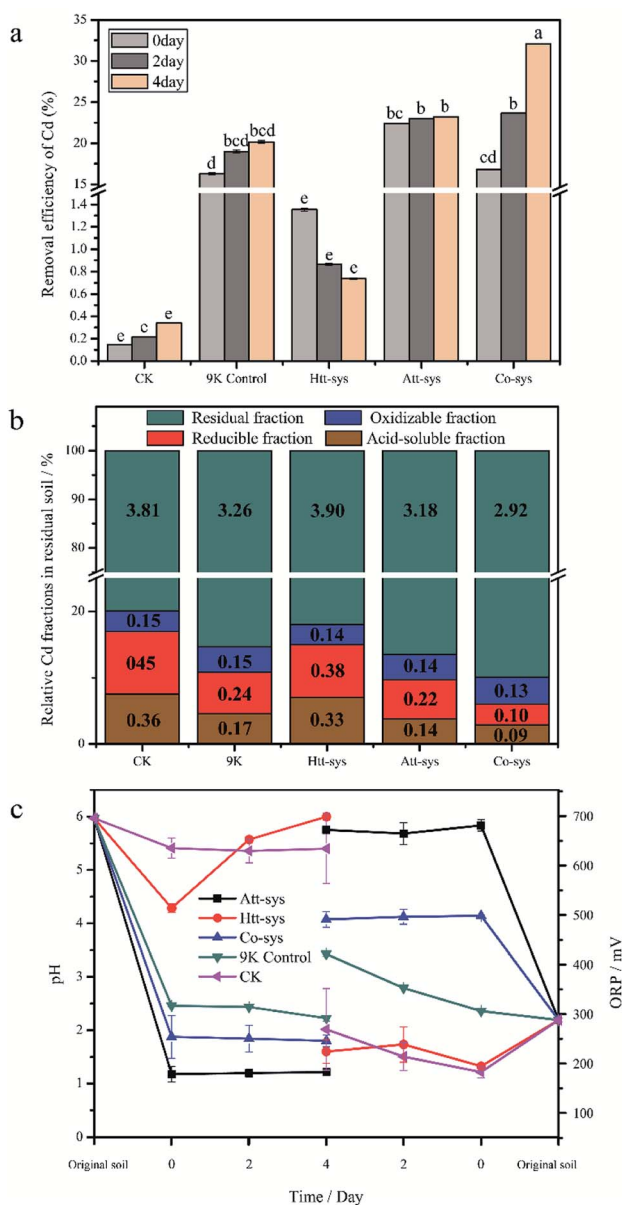 a
Removal efficiency of Cd (%)
35
30
25
20
15
1.4
1.2
1.0
0.8
0.6
0.4
0.2
0.0
0day
2day
4day
e c e
d bcd bcd
e e c
bc b b
cd b a
CK 9K Control Htt-sys Att-sys Co-sys
b
Relative Cd fractions in residual soil / %
Residual fraction Oxidizable fraction
Reducible fraction Acid-soluble fraction
100
90
80
20
0
3.81 3.26 3.90 3.18 2.92
0.15 0.15 0.14 0.14 0.13
045 0.24 0.38 0.22 0.10
0.36 0.17 0.33 0.14 0.09
CK 9K Htt-sys Att-sys Co-sys
c
pH
6
5
4
3
2
1
0
Att-sys
Htt-sys
Co-sys
9K Control
CK
700
600
500
400
300
200
100
ORP / mV
Original soil 0 2 4 2 0 Original soil
Time / Day